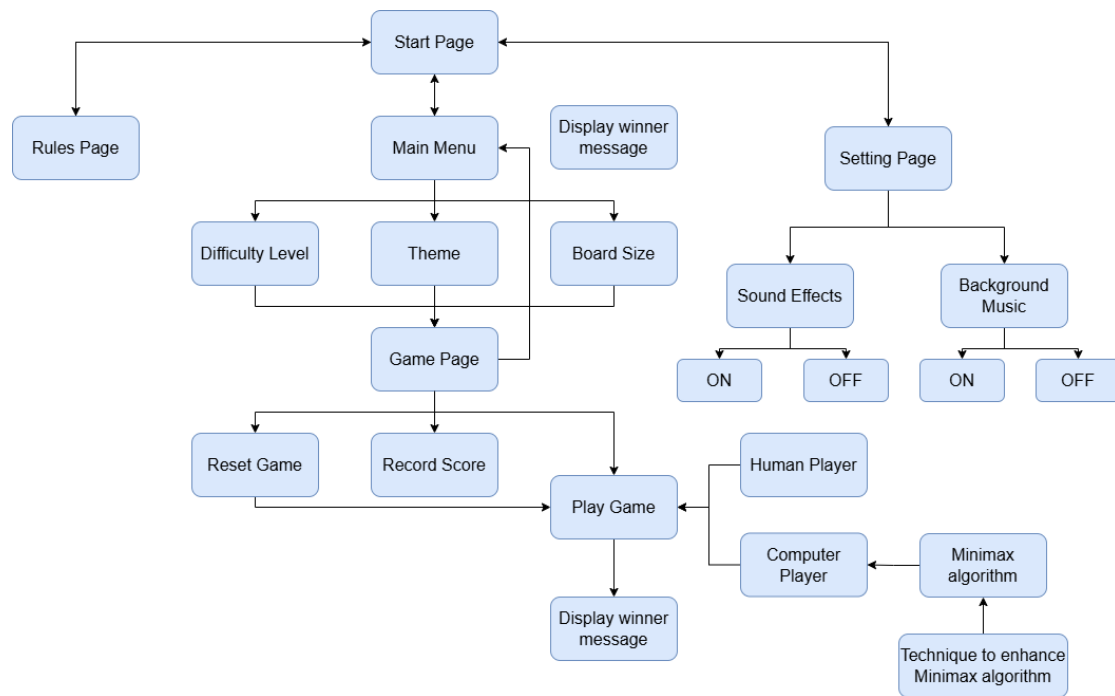 Start Page
Rules Page
Main Menu
Display winner
message
Setting Page
Difficulty Level
Theme
Board Size
Sound Effects
Background
Music
Game Page
ON
OFF
ON
OFF
Reset Game
Record Score
Human Player
Play Game
Computer
Player
Minimax
algorithm
Display winner
message
Technique to enhance
Minimax algorithm